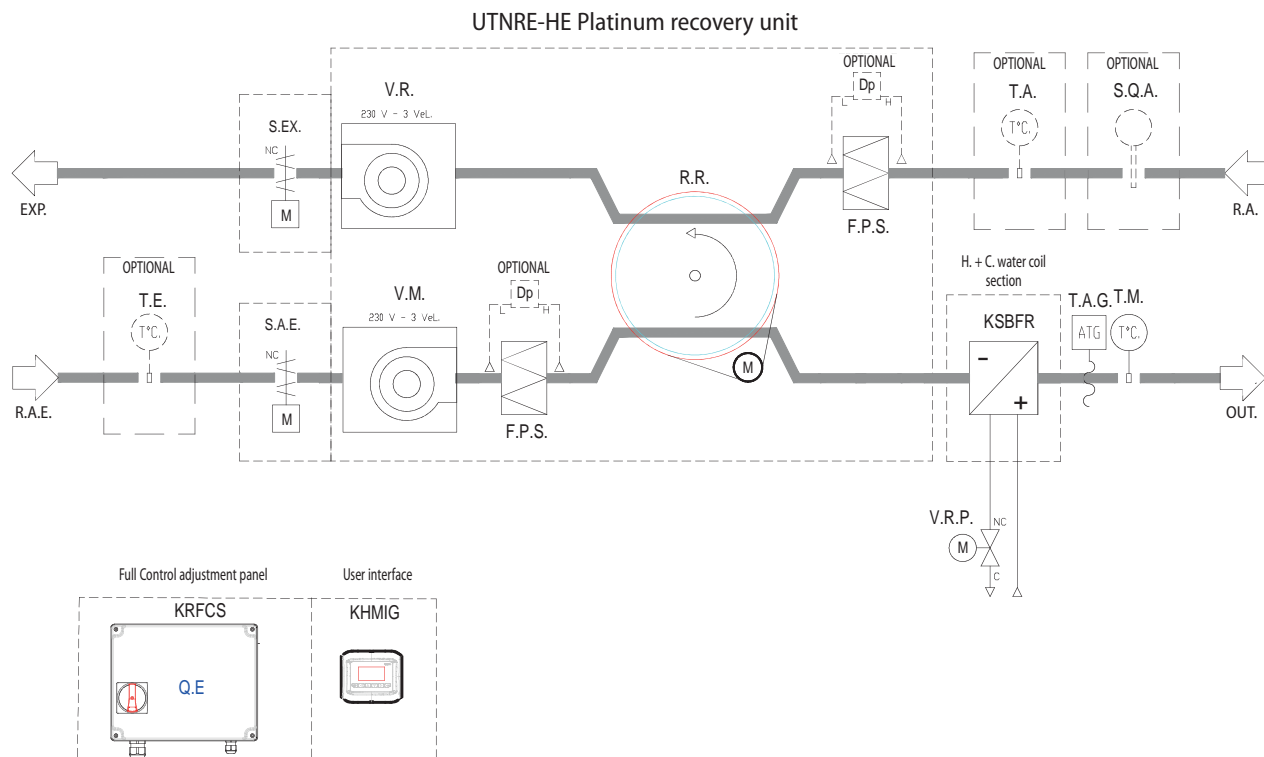 UTNRE-HE Platinum recovery unit
OPTIONAL
Dp
L
H
OPTIONAL
T.A.
T°C.
OPTIONAL
S.Q.A.
V.R.
230 V - 3 VeL.
S.EX.
NC
M
EXP.
R.R.
F.P.S.
R.A.
OPTIONAL
T.E.
T°C.
R.A.E.
S.A.E.
NC
M
V.M.
230 V - 3 VeL.
OPTIONAL
Dp
L
H
F.P.S.
M
H. + C. water coil
section
KSBFR
-
+
T.A.G.
ATG
T.M.
T°C.
OUT.
V.R.P.
NC
M
C
Full Control adjustment panel
KRFCS
Q.E
User interface
KHMIG